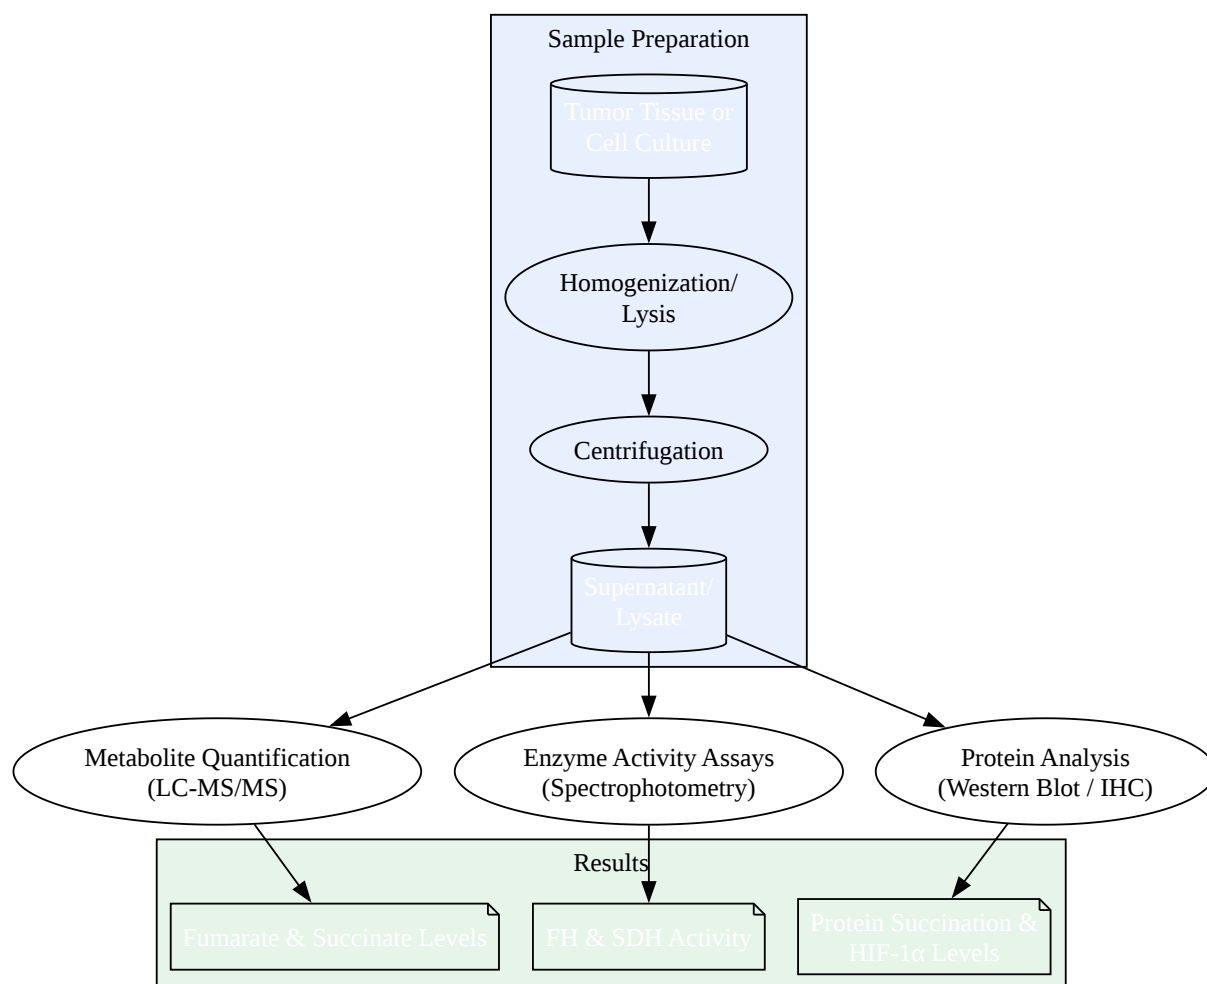 Sample Preparation
Tumor Tissue or
Cell Culture
Homogenization/
Lysis
Centrifugation
Supernatant/
Lysate
Metabolite Quantification
(LC-MS/MS)
Enzyme Activity Assays
(Spectrophotometry)
Protein Analysis
(Western Blot / IHC)
Results
Fumarate & Succinate Levels
FH & SDH Activity
Protein Succination &
HIF-1α Levels